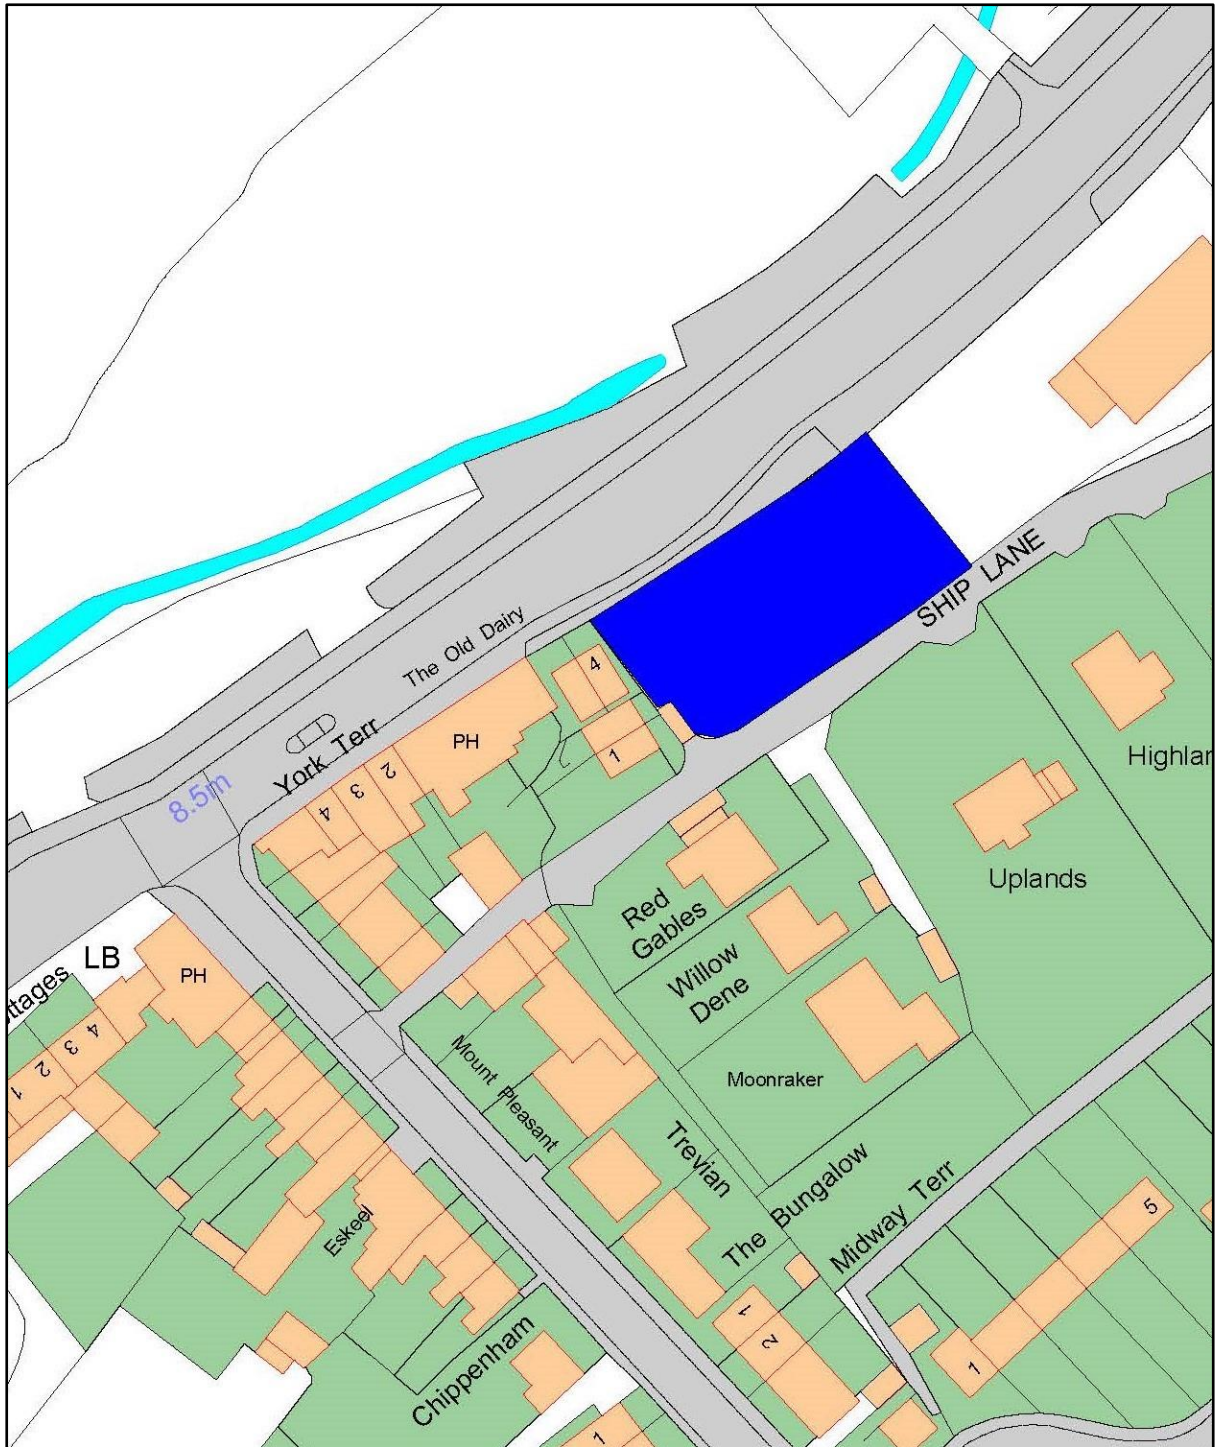 The Old Dairy
SHIP LANE
4
York Terr
PH
1
2
3
4
8.5m
Highlan
Uplands
Red
Gables
Willow
Dene
LB
PH
ttages
4
3
2
1
Mount Pleasant
Moonraker
Trevian
The Bungalow
Midway Terr
5
Eskeel
1
2
Chippenham
1
1